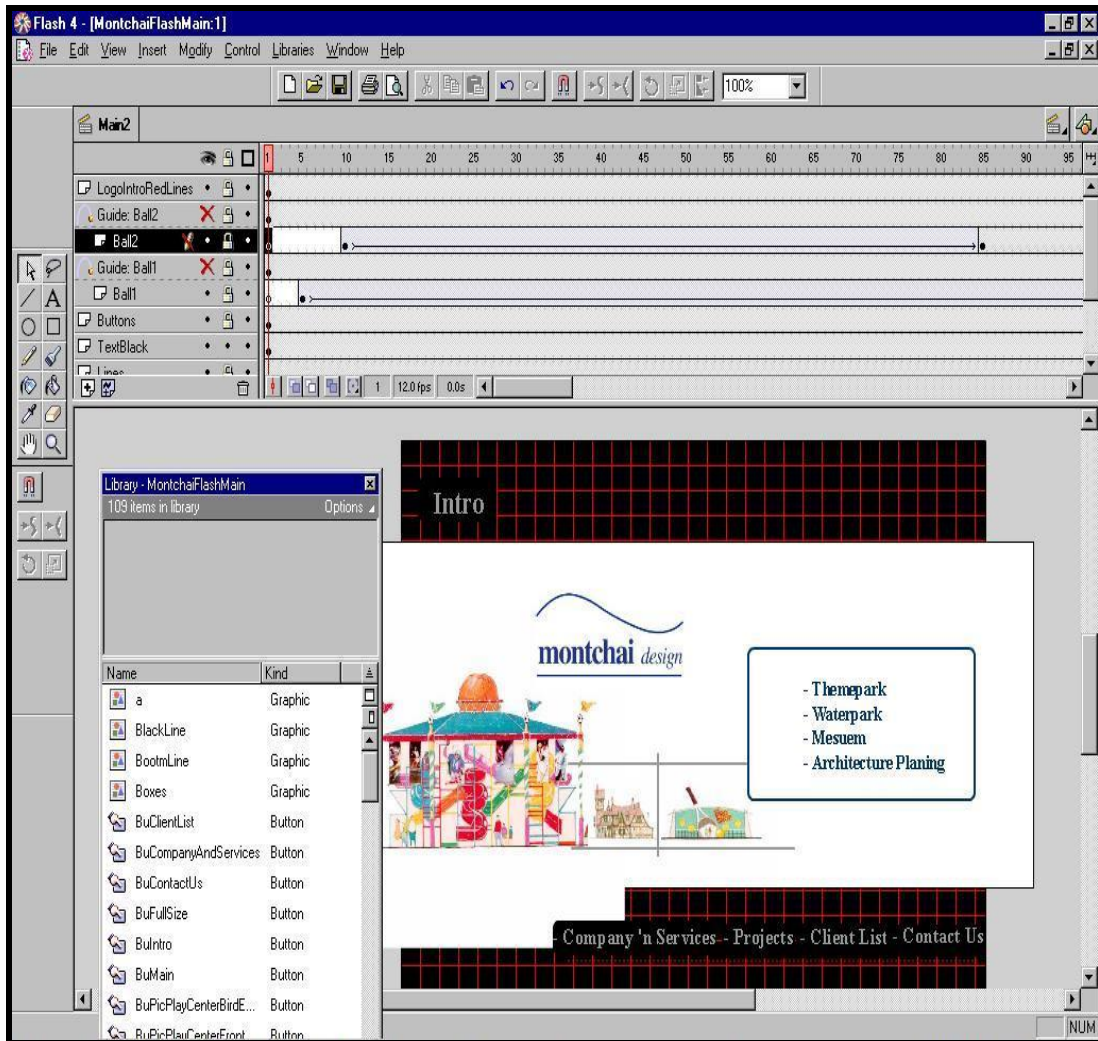 Flash 4 - [MontchaiFlashMain:1]
File Edit View Insert Modify Control Libraries Window Help
100%
Main2
1 5 10 15 20 25 30 35 40 45 50 55 60 65 70 75 80 85 90 95
LogoIntroRedLines
Guide: Ball2
Ball2
Guide: Ball1
Ball1
Buttons
TextBlack
Lines
1 12.0 fps 0.0s
Library - MontchaiFlashMain
109 items in library Options
Name Kind
a Graphic
BlackLine Graphic
BootmLine Graphic
Boxes Graphic
BuClientList Button
BuCompanyAndServices Button
BuContactUs Button
BuFullSize Button
BuIntro Button
BuMain Button
BuPicPlayCenterBirdE... Button
BuPicPlayCenterFront Button
Intro
montchai design
- Themepark
- Waterpark
- Mesuem
- Architecture Planing
- Company 'n Services - Projects - Client List - Contact Us
NUM